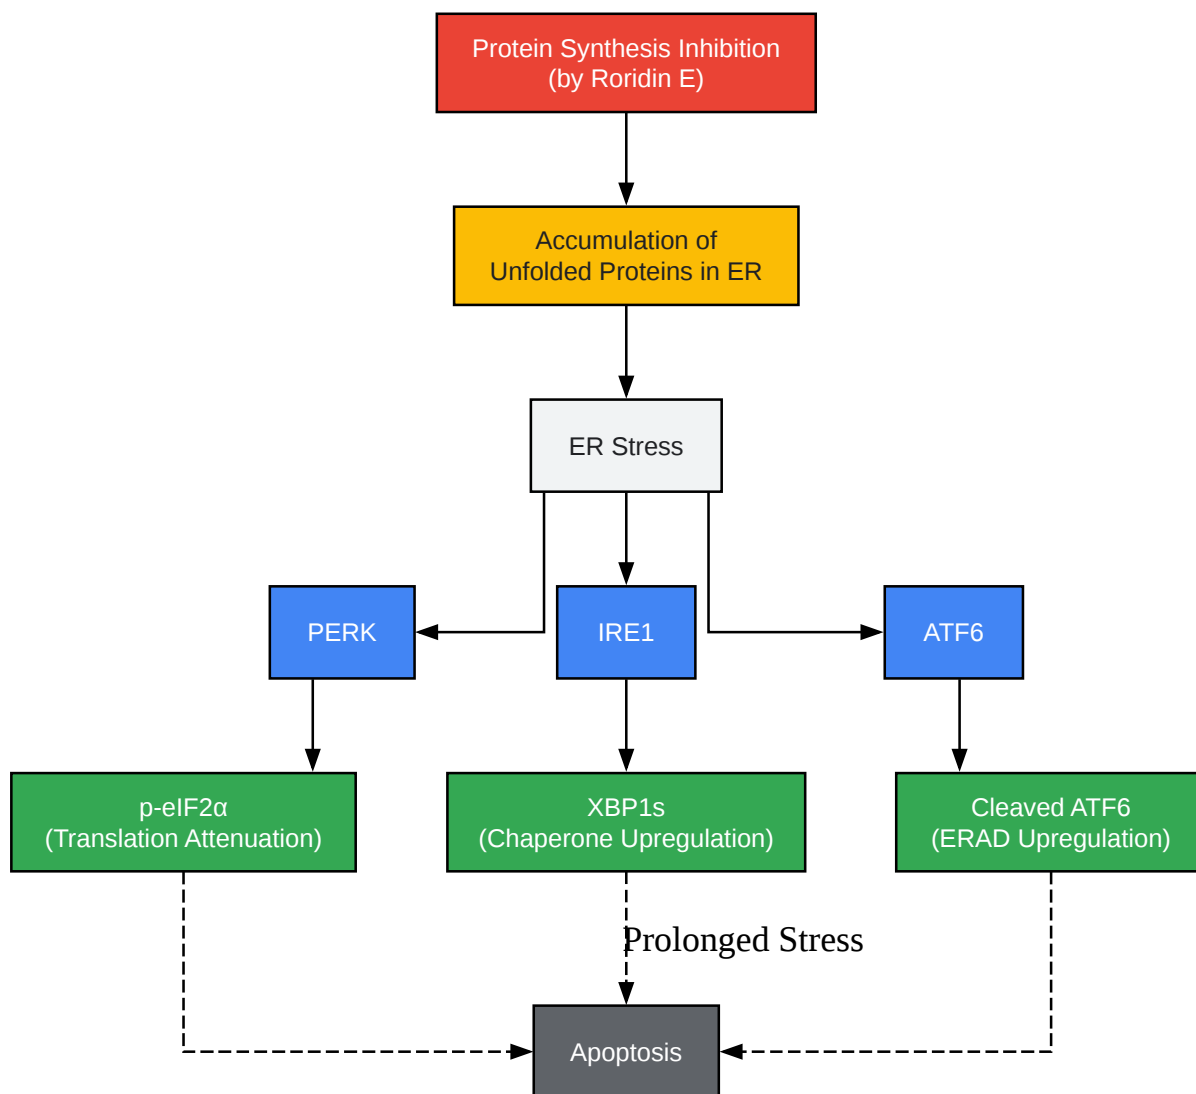 Protein Synthesis Inhibition
(by Roridin E)
Accumulation of
Unfolded Proteins in ER
ER Stress
PERK
IRE1
ATF6
p-eIF2α
(Translation Attenuation)
XBP1s
(Chaperone Upregulation)
Cleaved ATF6
(ERAD Upregulation)
Prolonged Stress
Apoptosis